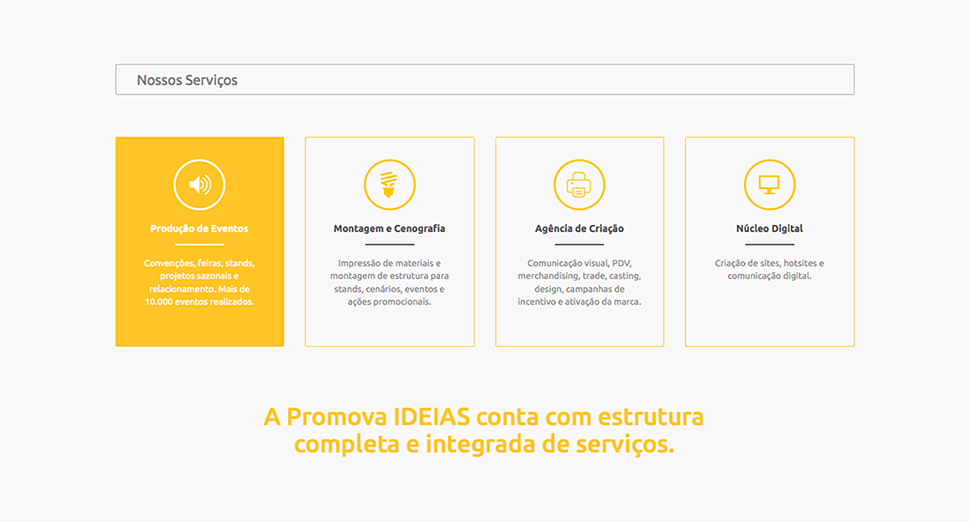 Nossos Serviços
Produção de Eventos
Convenções, feiras, stands,
projetos sazonais e
relacionamento. Mais de
10.000 eventos realizados.
Montagem e Cenografia
Impressão de materiais e
montagem de estrutura para
stands, cenários, eventos e
ações promocionais.
Agência de Criação
Comunicação visual, PDV,
merchandising, trade, casting,
design, campanhas de
incentivo e ativação da marca.
Núcleo Digital
Criação de sites, hotsites e
comunicação digital.
A Promova IDEIAS conta com estrutura
completa e integrada de serviços.